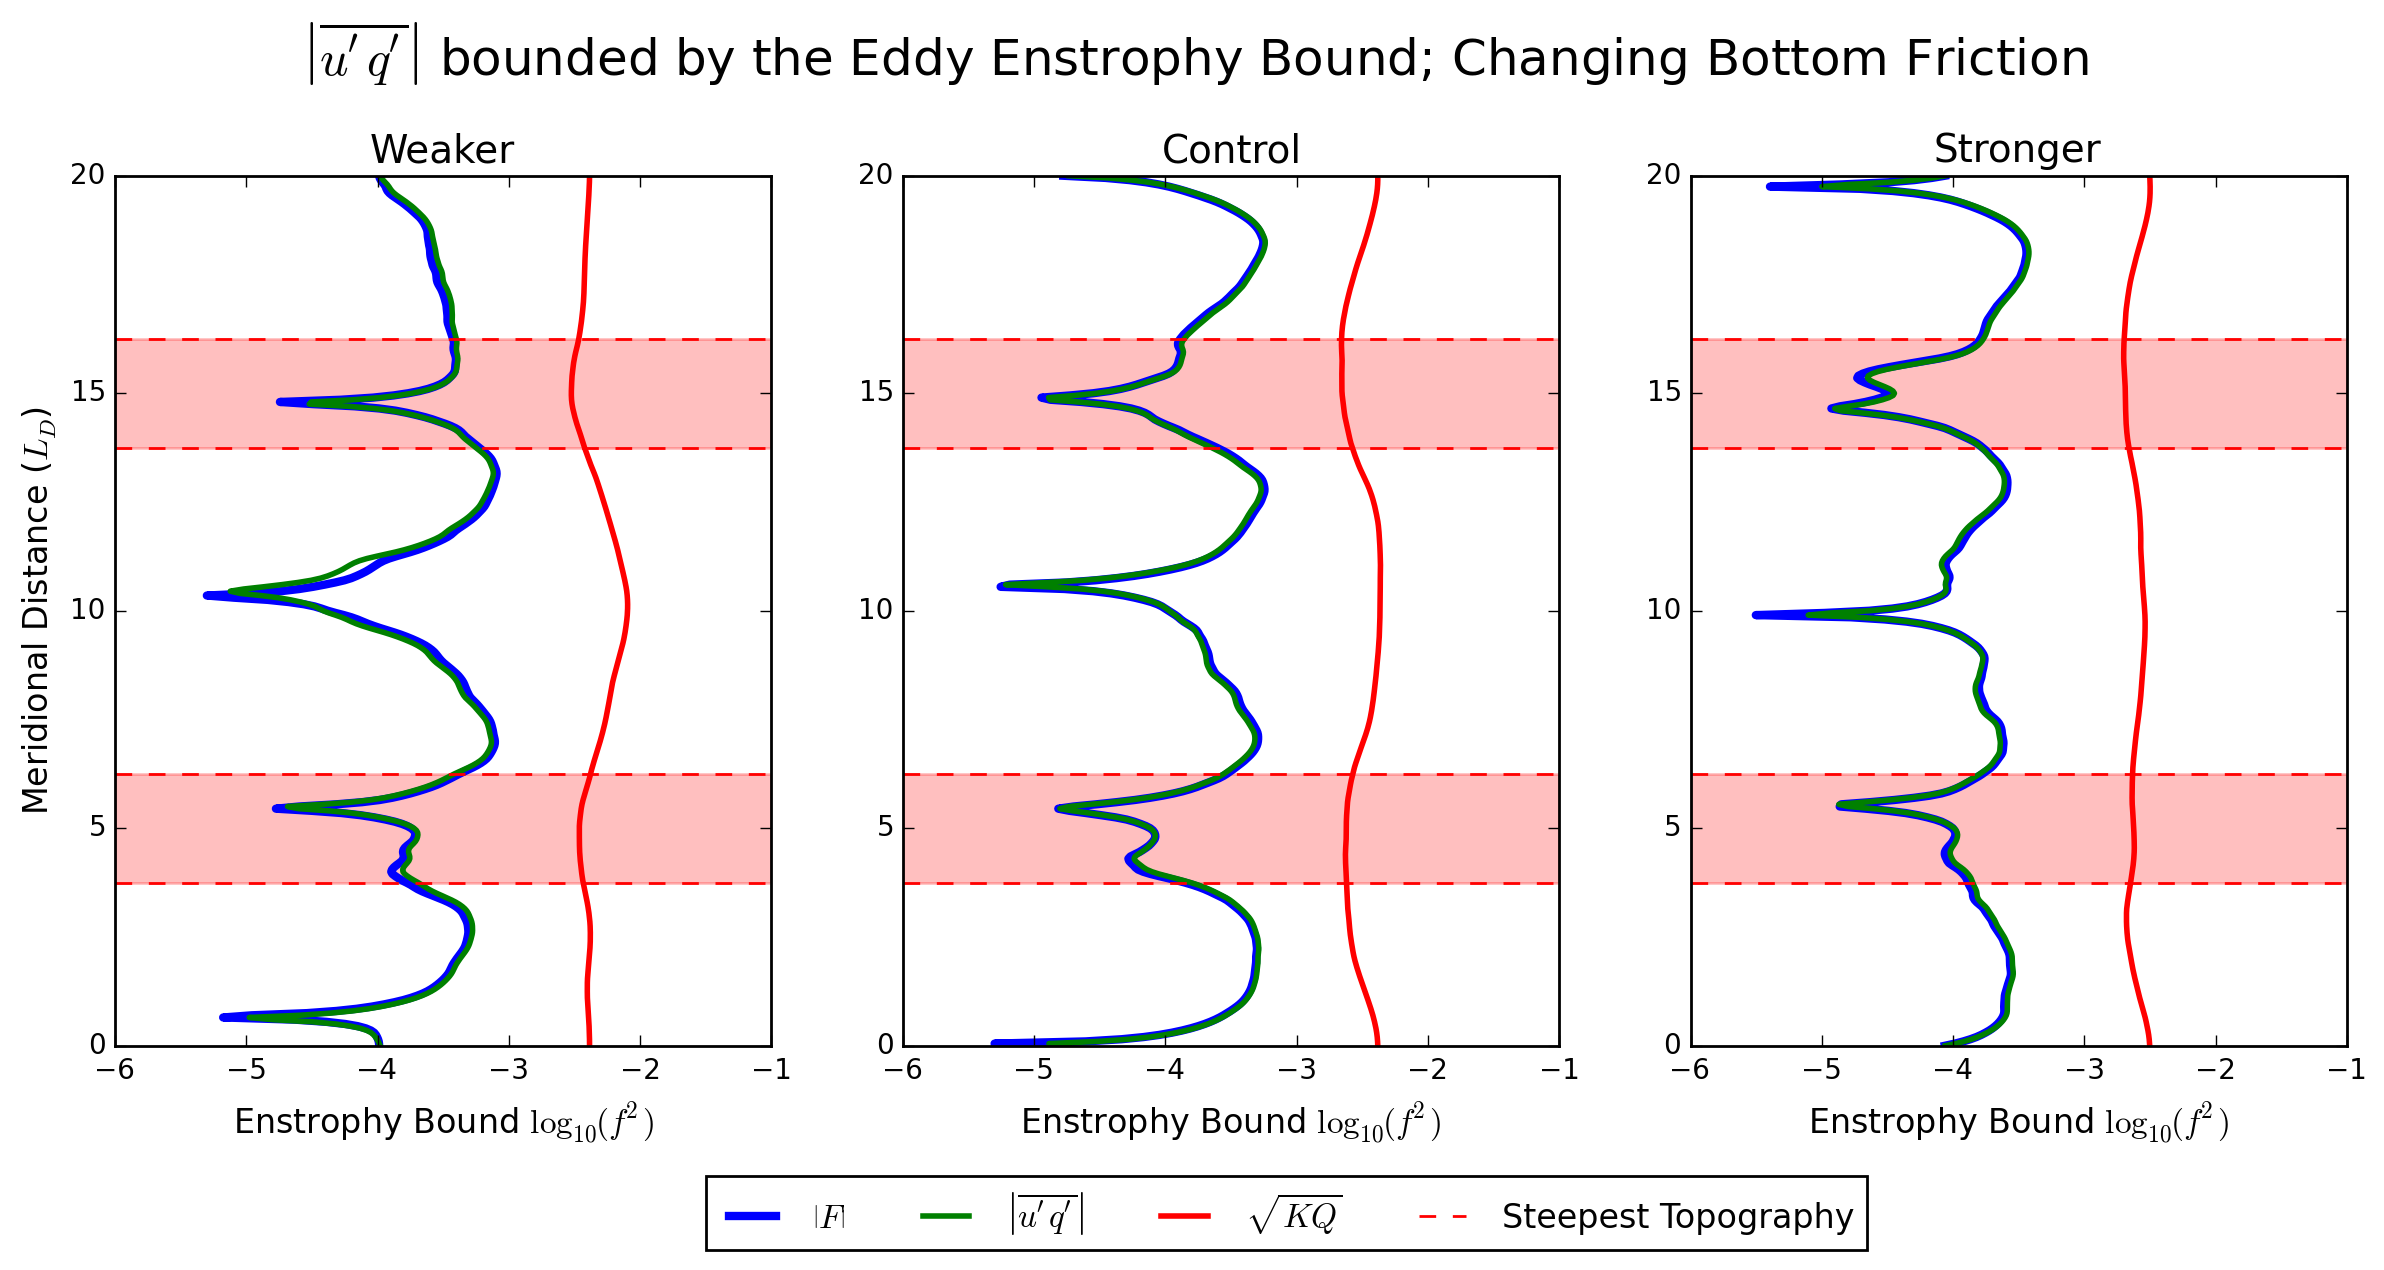 |u′ q′| bounded by the Eddy Enstrophy Bound; Changing Bottom Friction
Weaker
Control
Stronger
Meridional Distance (L_D)
20
15
10
5
0
20
15
10
5
0
20
15
10
5
0
−6 −5 −4 −3 −2 −1
−6 −5 −4 −3 −2 −1
−6 −5 −4 −3 −2 −1
Enstrophy Bound log₁₀(f²)
Enstrophy Bound log₁₀(f²)
Enstrophy Bound log₁₀(f²)
|F| |u′ q′| √KQ Steepest Topography